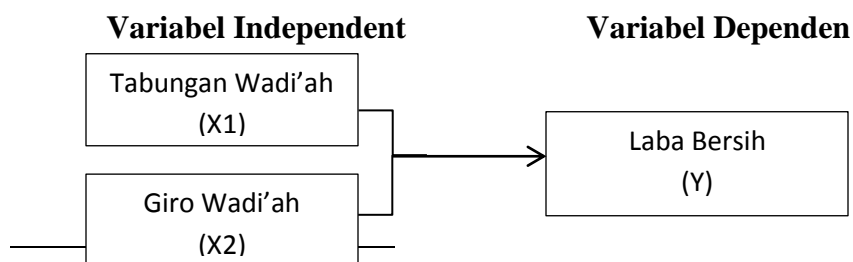 Variabel Independent
Variabel Dependen
Tabungan Wadi’ah
(X1)
Laba Bersih
(Y)
Giro Wadi’ah
(X2)